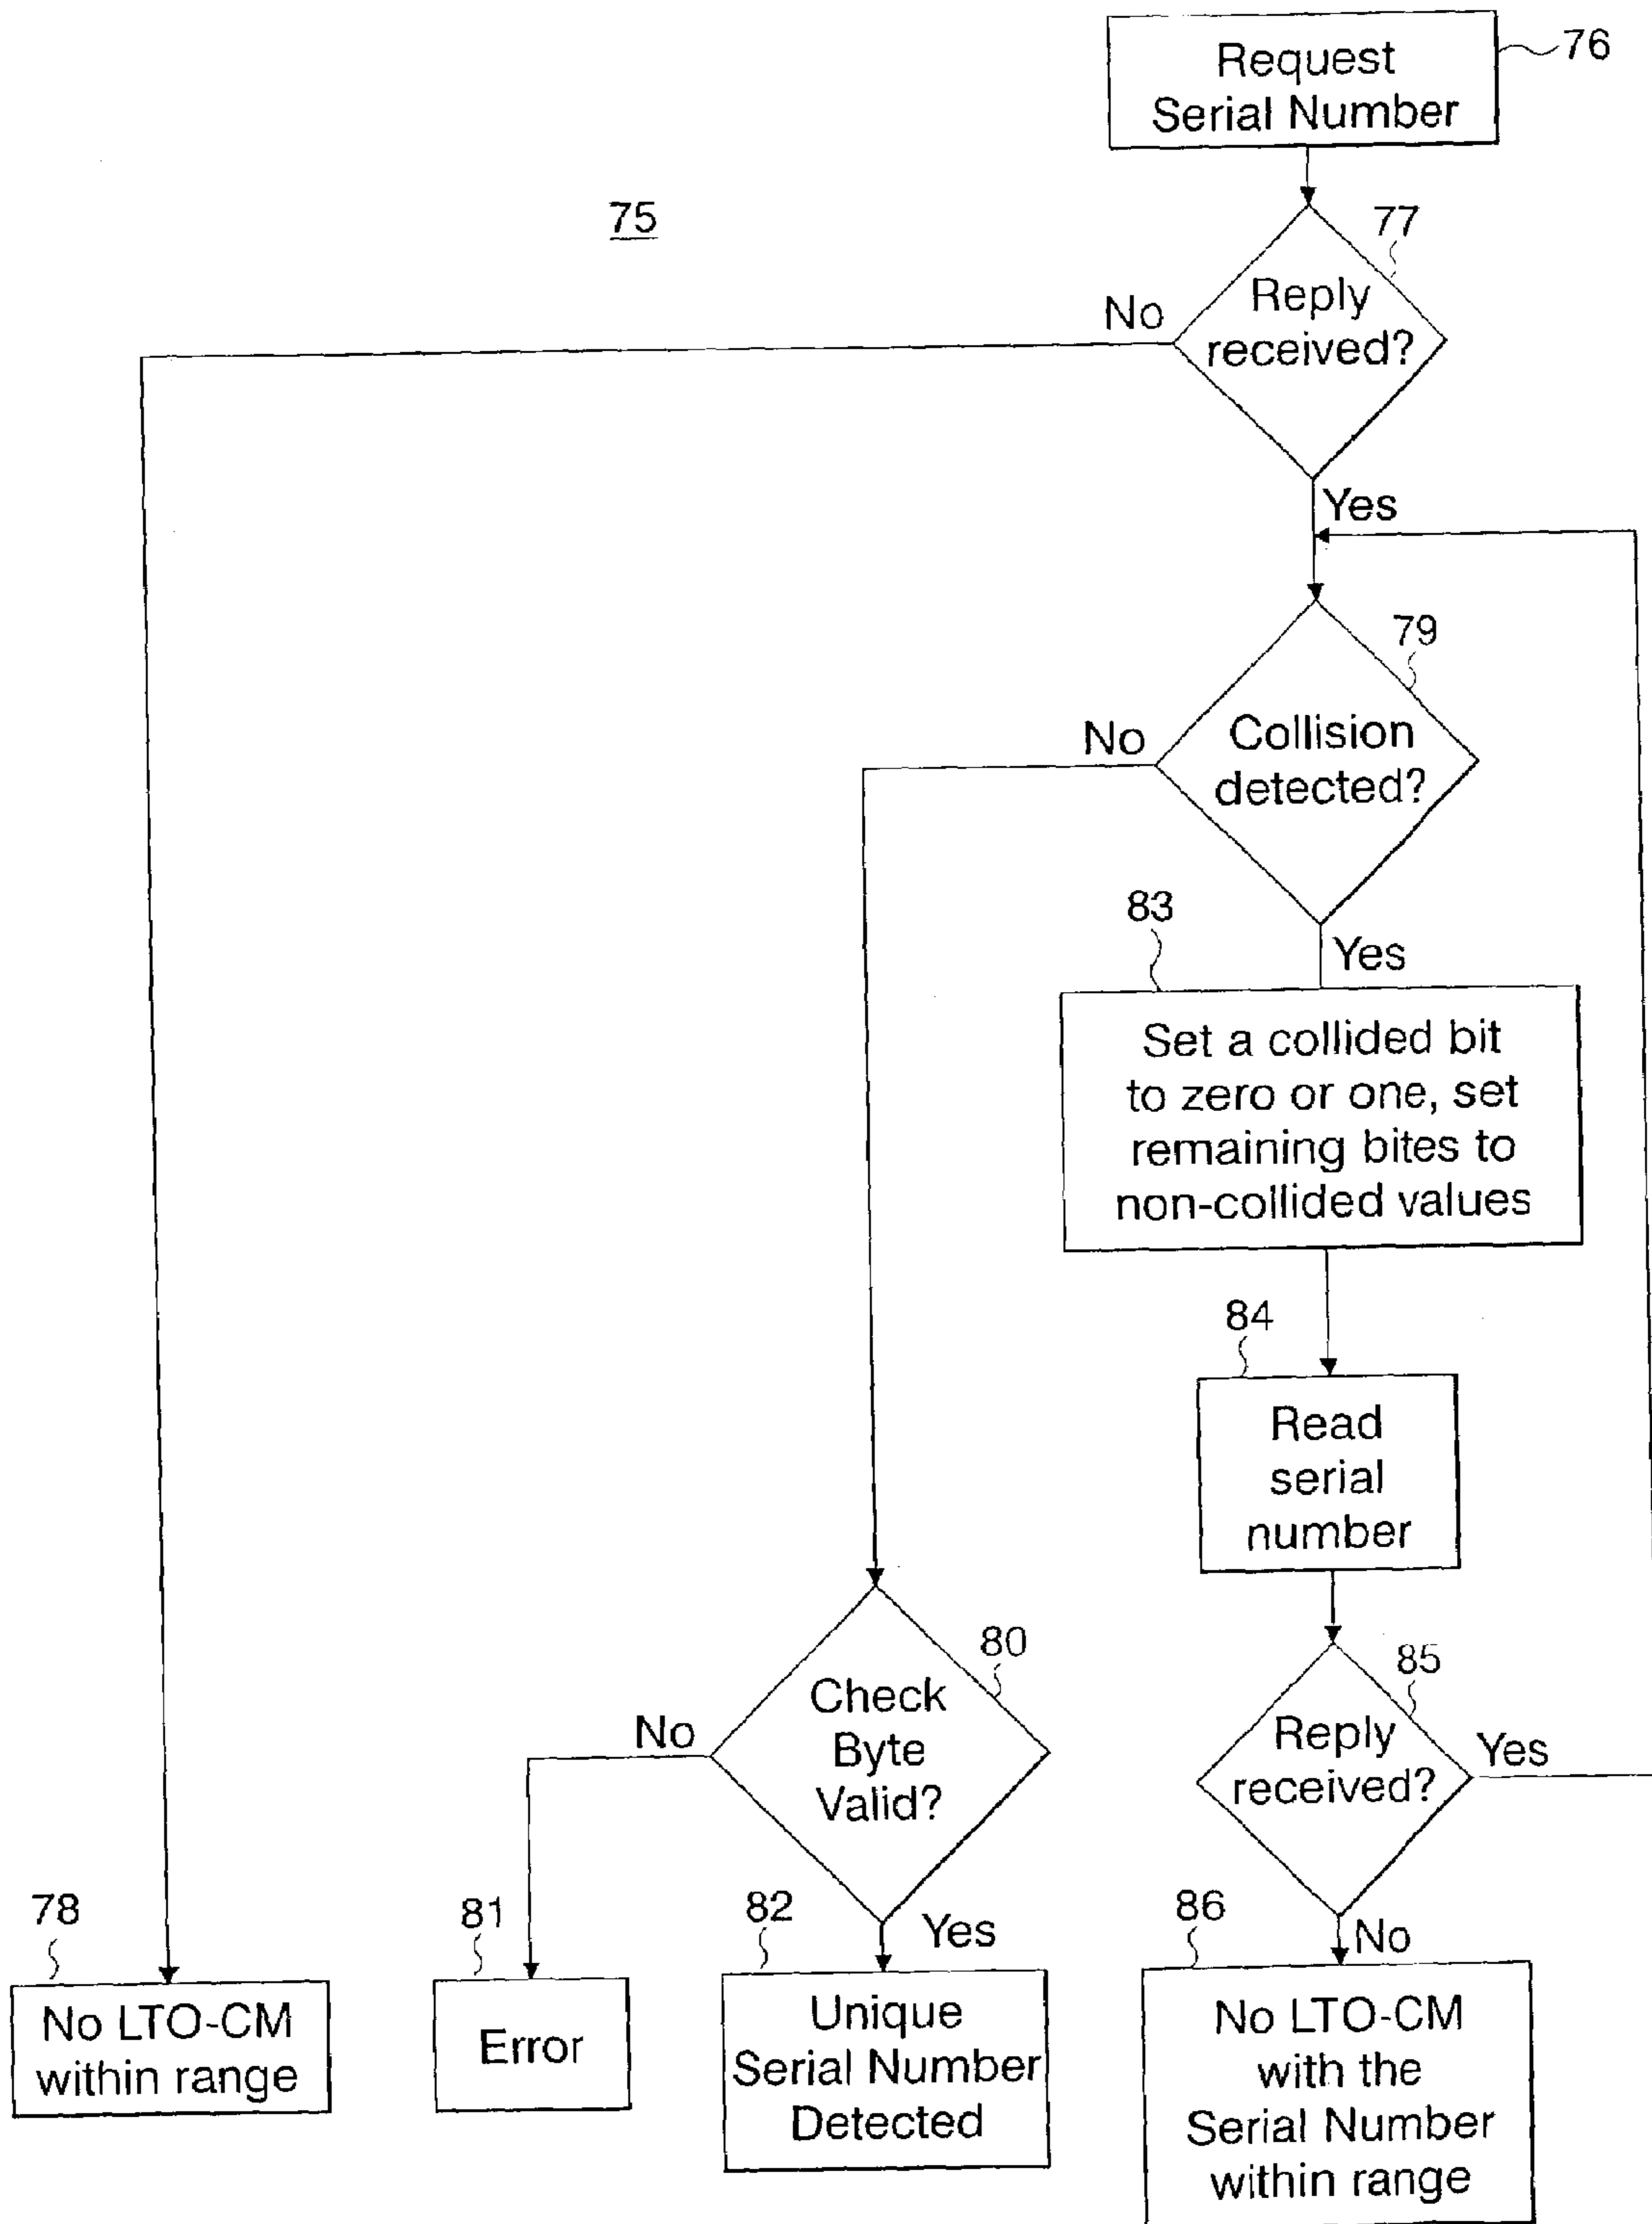 Request
Serial Number
76
75
77
Reply
received?
No
Yes
79
Collision
detected?
No
Yes
83
Set a collided bit
to zero or one, set
remaining bites to
non-collided values
84
Read
serial
number
80
Check
Byte
Valid?
No
Yes
85
Reply
received?
Yes
No
78
No LTO-CM
within range
81
Error
82
Unique
Serial Number
Detected
86
No LTO-CM
with the
Serial Number
within range